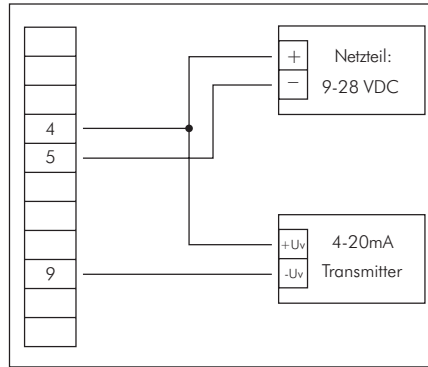 4
5
9
+
−
Netzteil:
9-28 VDC
+Uv
-Uv
4-20mA
Transmitter